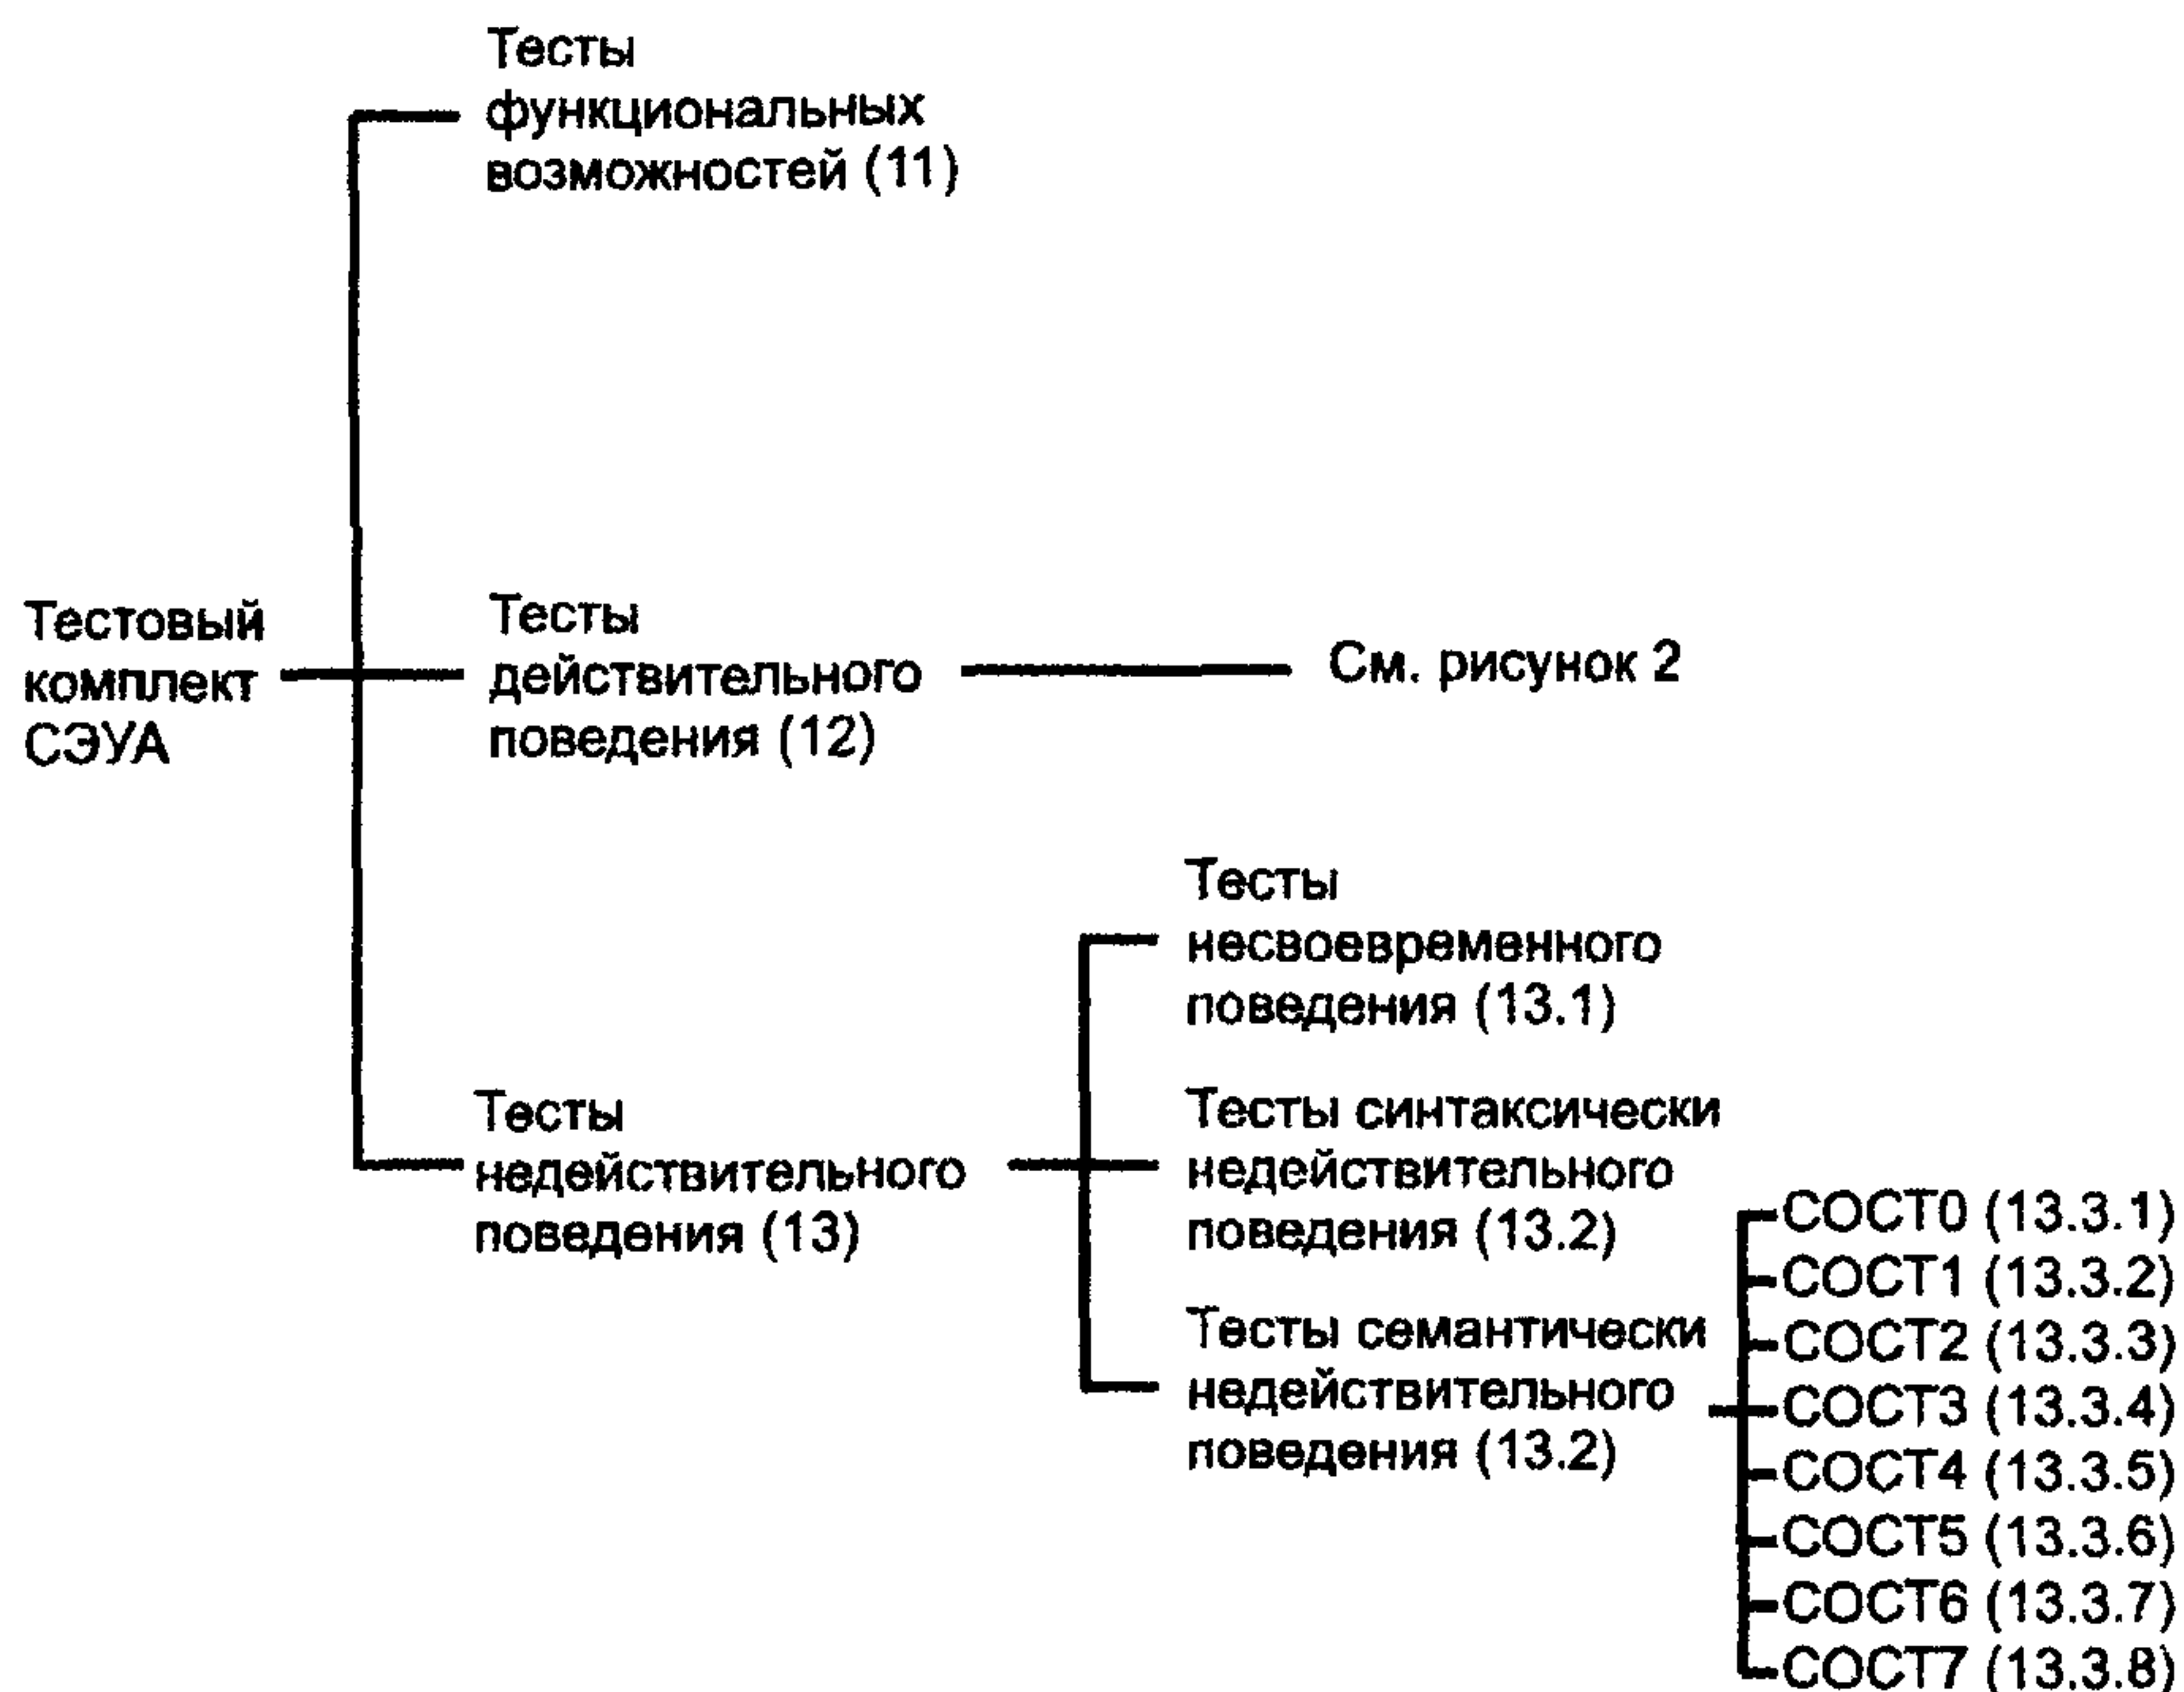 Тесты
функциональных
возможностей (11)
Тестовый
комплект
СЭУА
Тесты
действительного
поведения (12)
См. рисунок 2
Тесты
недействительного
поведения (13)
Тесты
несвоевременного
поведения (13.1)
Тесты синтаксически
недействительного
поведения (13.2)
Тесты семантически
недействительного
поведения (13.2)
СОСТ0 (13.3.1)
СОСТ1 (13.3.2)
СОСТ2 (13.3.3)
СОСТ3 (13.3.4)
СОСТ4 (13.3.5)
СОСТ5 (13.3.6)
СОСТ6 (13.3.7)
СОСТ7 (13.3.8)